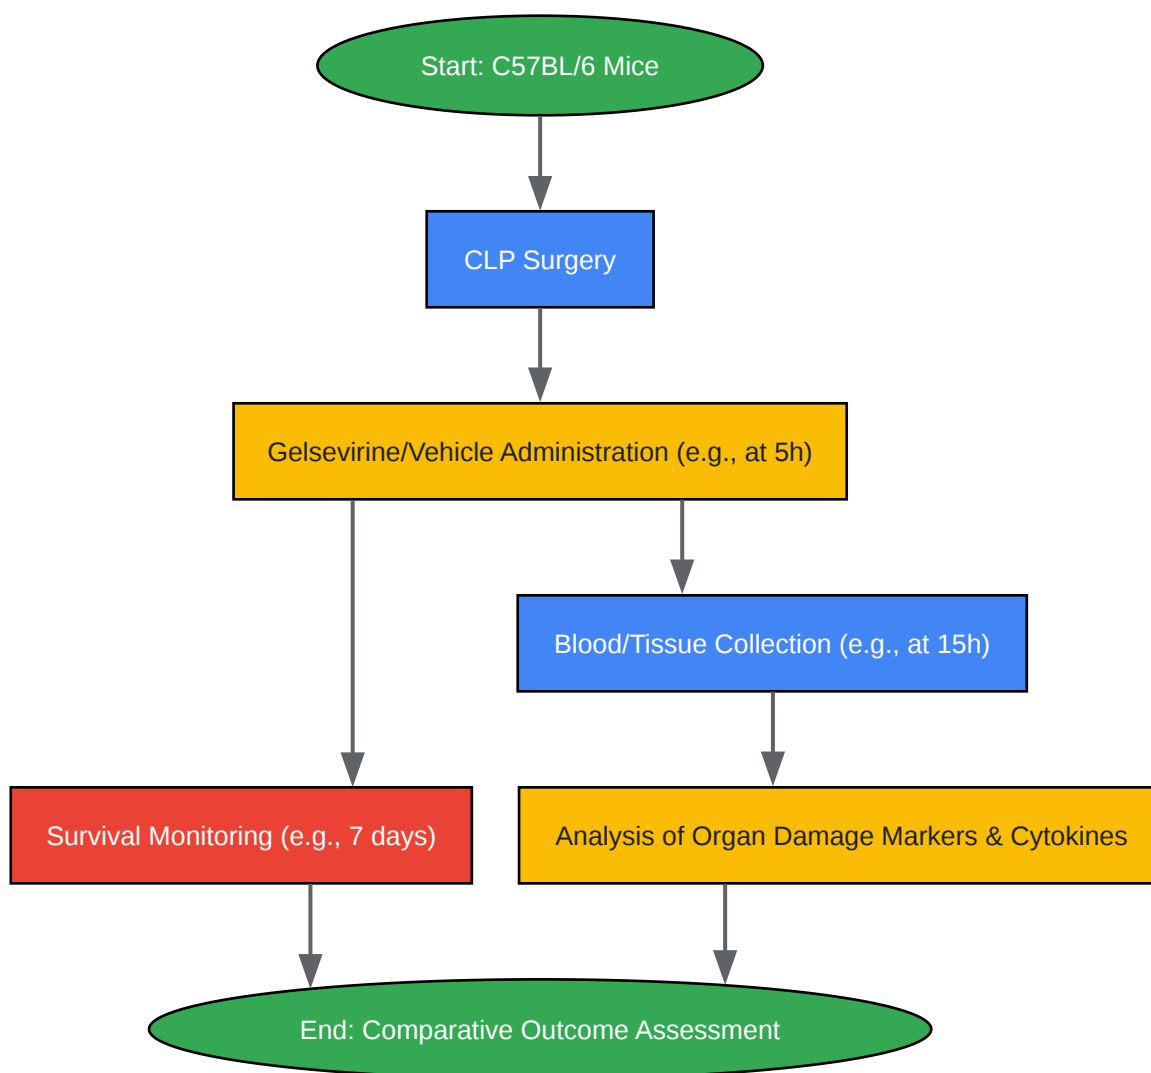 Start: C57BL/6 Mice
CLP Surgery
Gelsevirine/Vehicle Administration (e.g., at 5h)
Blood/Tissue Collection (e.g., at 15h)
Survival Monitoring (e.g., 7 days)
Analysis of Organ Damage Markers & Cytokines
End: Comparative Outcome Assessment